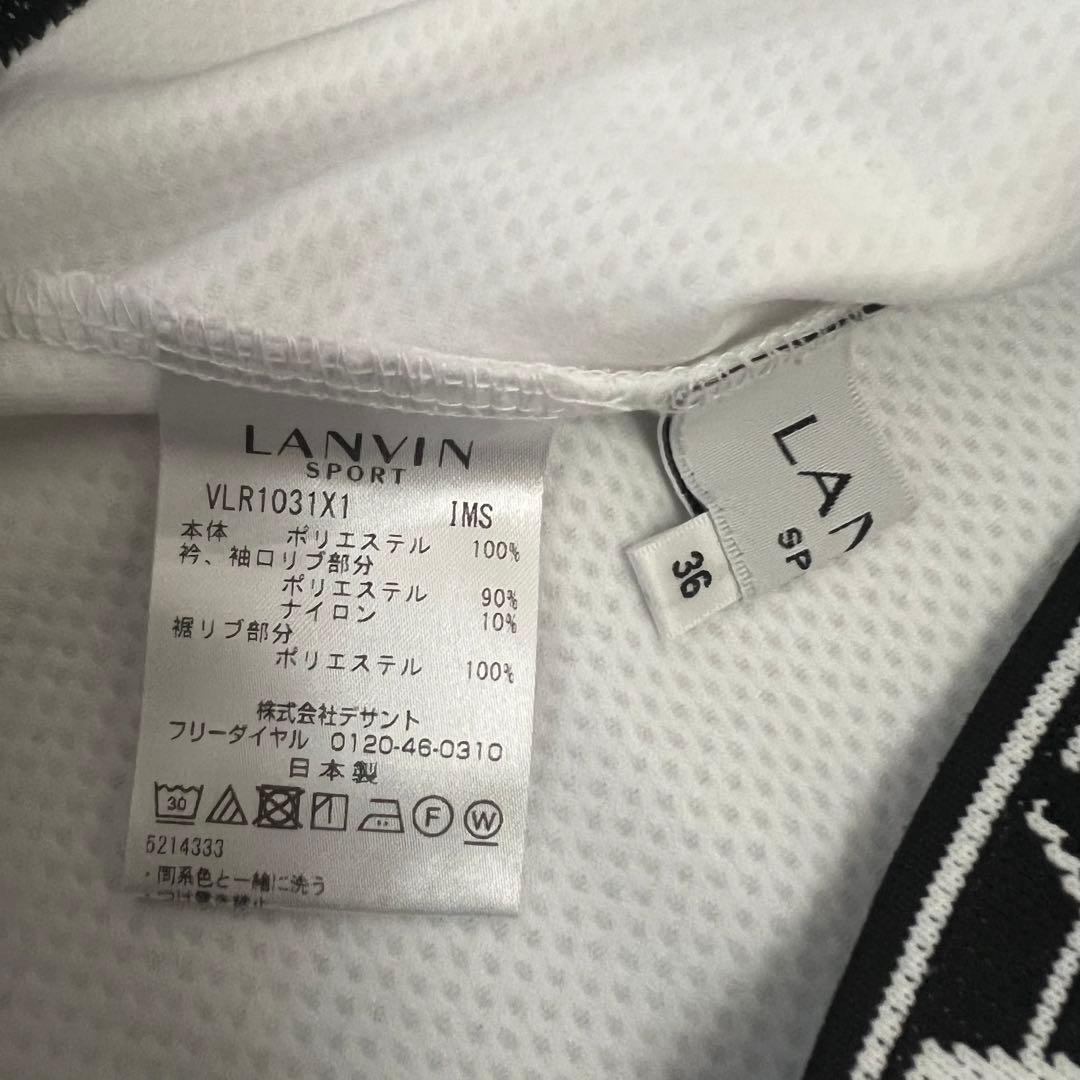 LANVIN
SPORT
VLR1031X1 IMS
本体 ポリエステル 100%
衿、袖口リブ部分
ポリエステル 90%
ナイロン 10%
裾リブ部分
ポリエステル 100%
株式会社デサント
フリーダイヤル 0120-46-0310
日本製
30
F
W
5214333
・同系色と一緒に洗う
LAN
SP
36